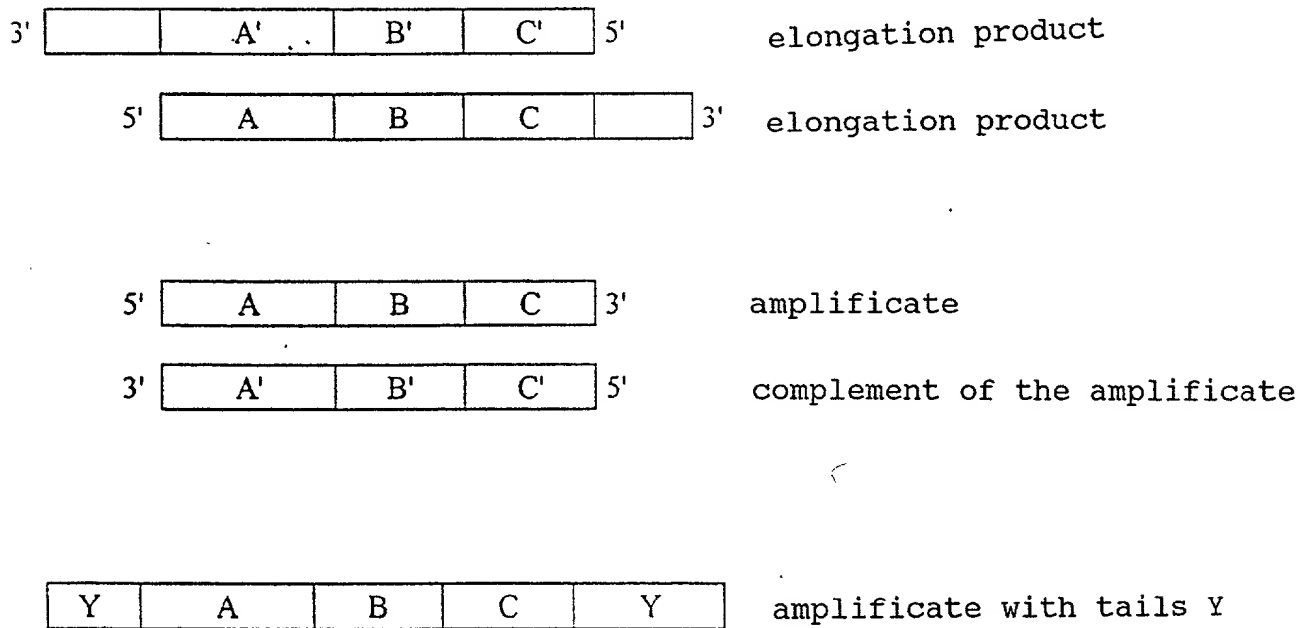 3' A' B' C' 5' elongation product
5' A B C 3' elongation product
5' A B C 3' amplificate
3' A' B' C' 5' complement of the amplificate
Y A B C Y amplificate with tails Y